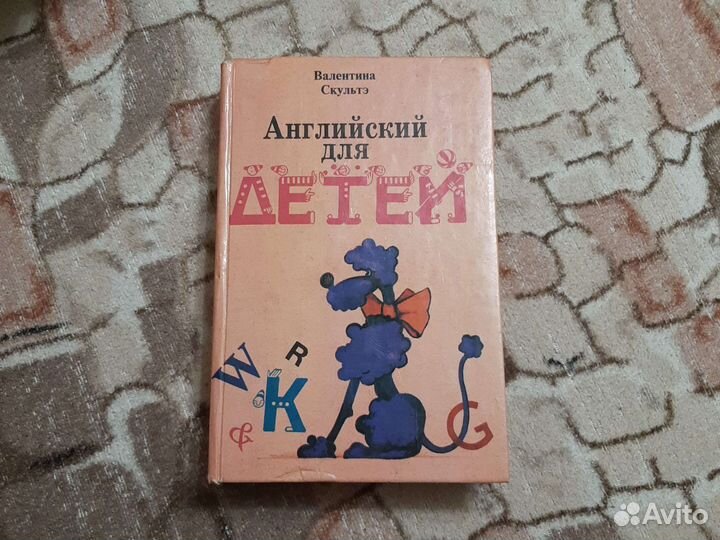 Валентина
Скультэ
Английский
для
ДЕТЕЙ
W
R
K
G
Avito